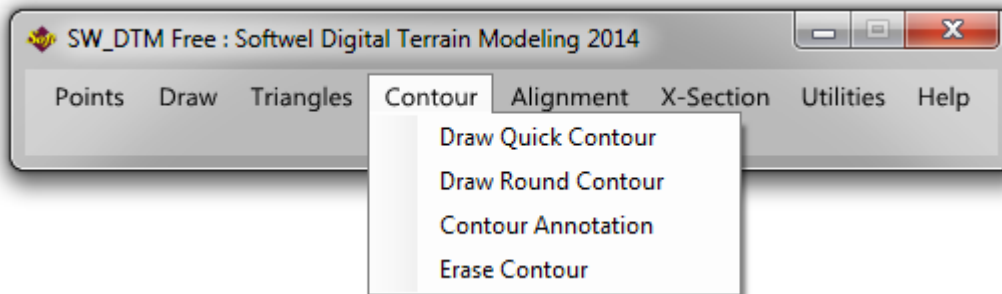 SW_DTM Free : Softwel Digital Terrain Modeling 2014
Points Draw Triangles Contour Alignment X-Section Utilities Help
Draw Quick Contour
Draw Round Contour
Contour Annotation
Erase Contour